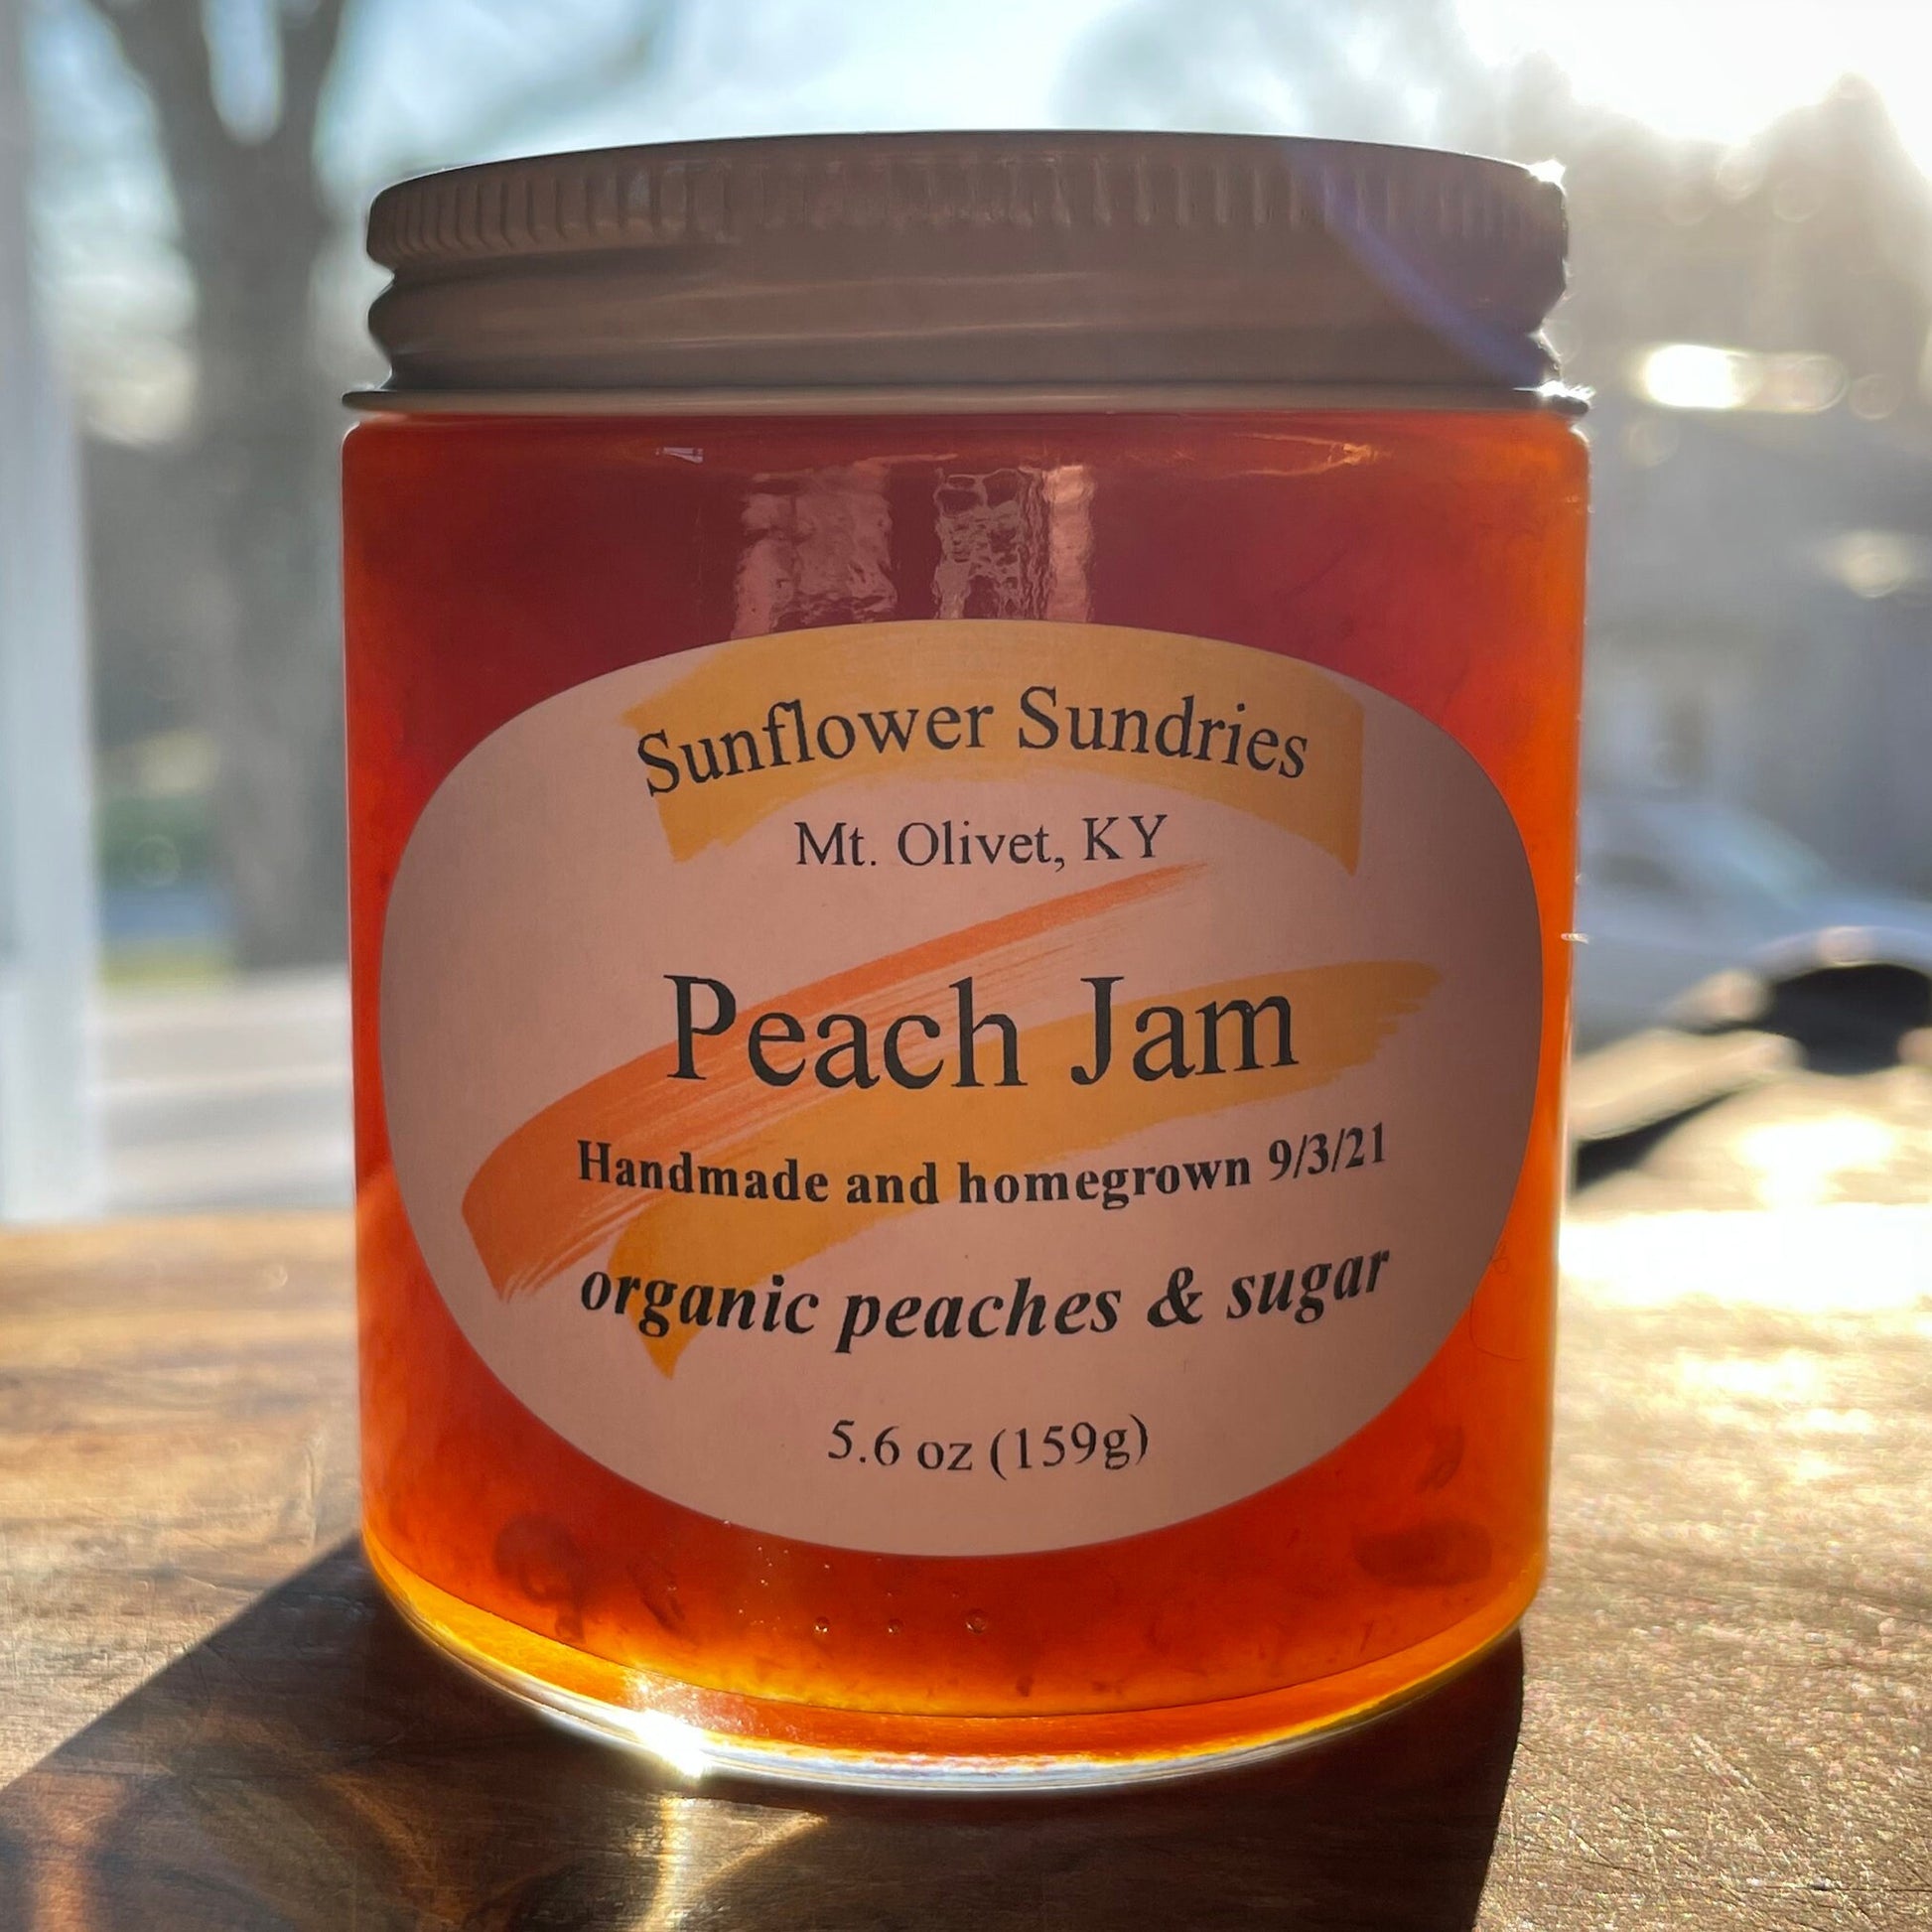 Sunflower Sundries
Mt. Olivet, KY
Peach Jam
Handmade and homegrown 9/3/21
organic peaches & sugar
5.6 oz (159g)